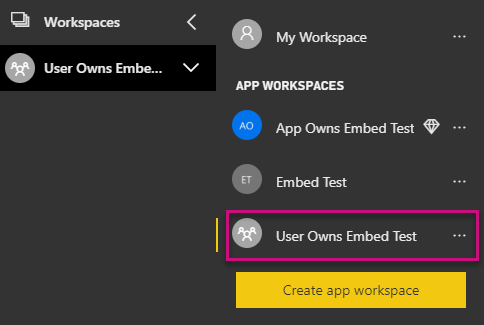 Workspaces
User Owns Embe...
My Workspace
APP WORKSPACES
AO App Owns Embed Test
ET Embed Test
User Owns Embed Test
Create app workspace